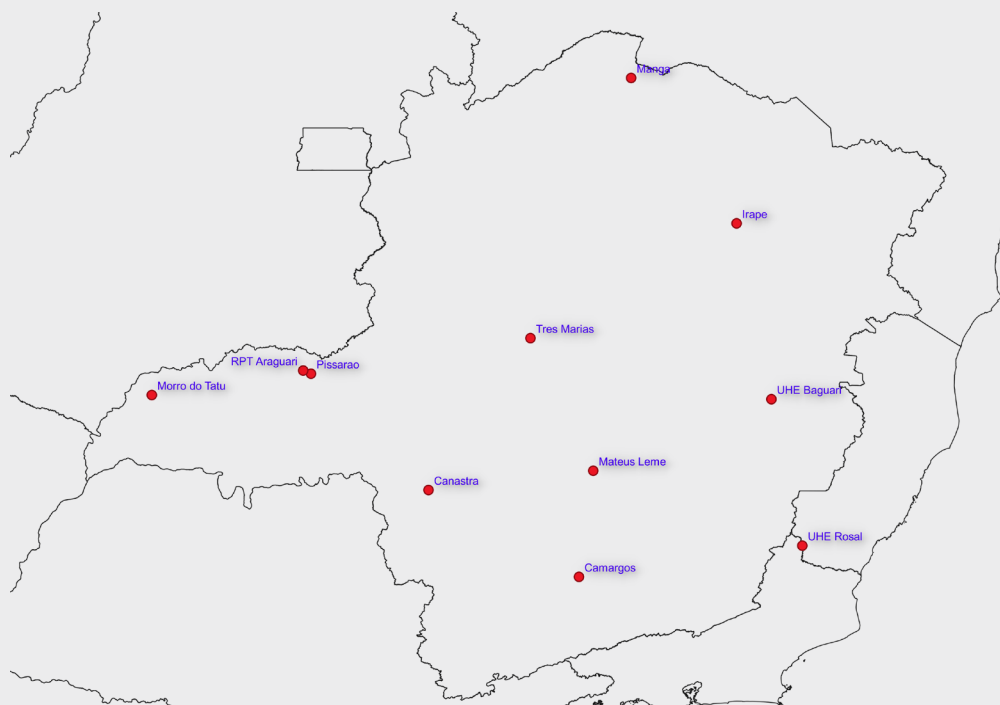 Manga
Irape
Tres Marias
RPT Araguari
Pissarao
Morro do Tatu
UHE Baguari
Mateus Leme
Canastra
UHE Rosal
Camargos